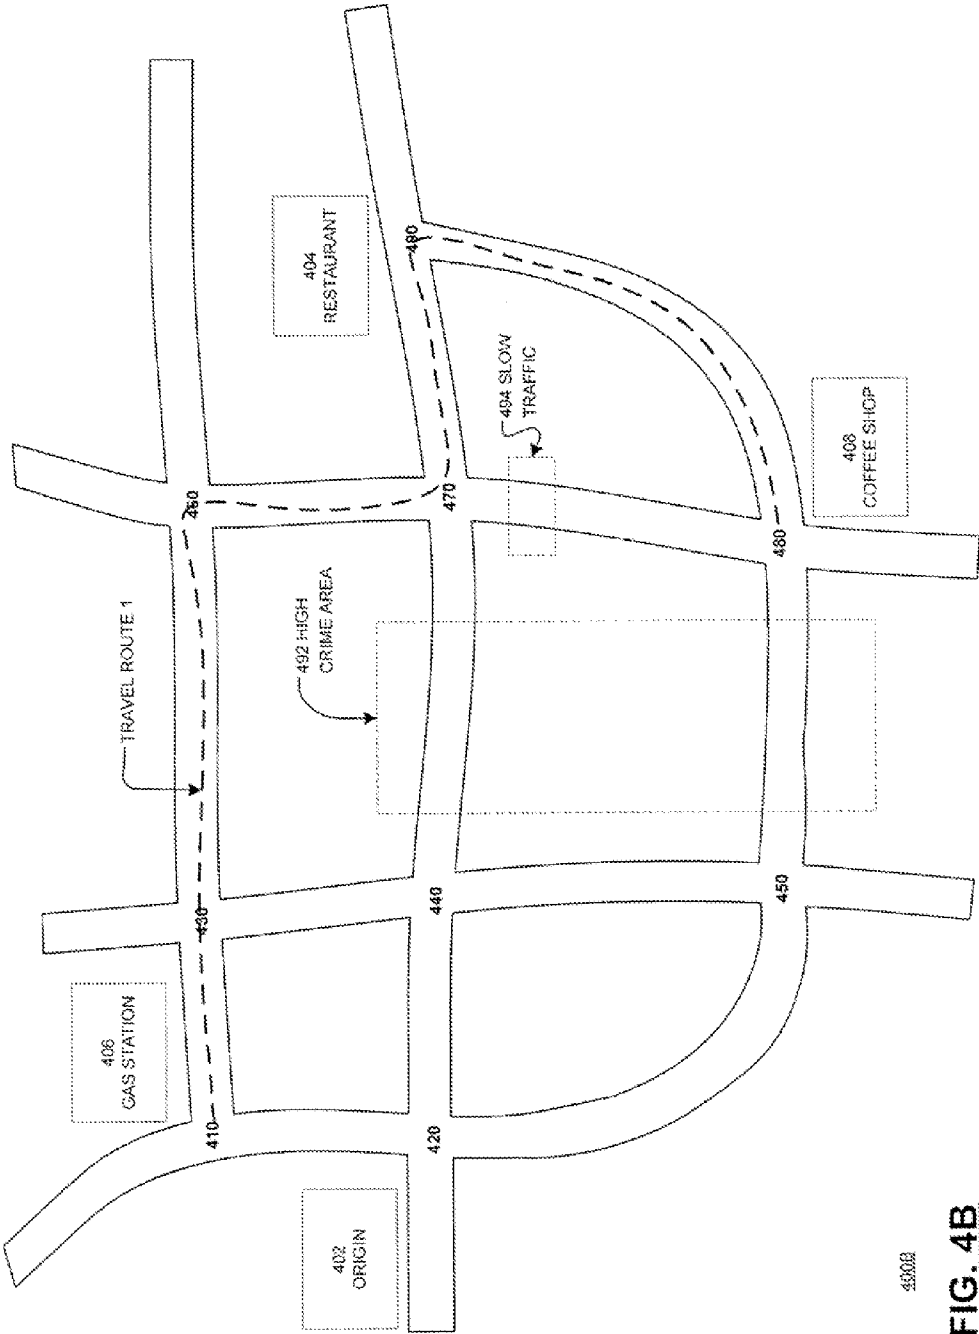 406
GAS STATION
TRAVEL ROUTE 1
410
430
460
402
ORIGIN
492 HIGH
CRIME AREA
404
RESTAURANT
420
440
470
490
494 SLOW
TRAFFIC
450
480
408
COFFEE SHOP
400B
FIG. 4B